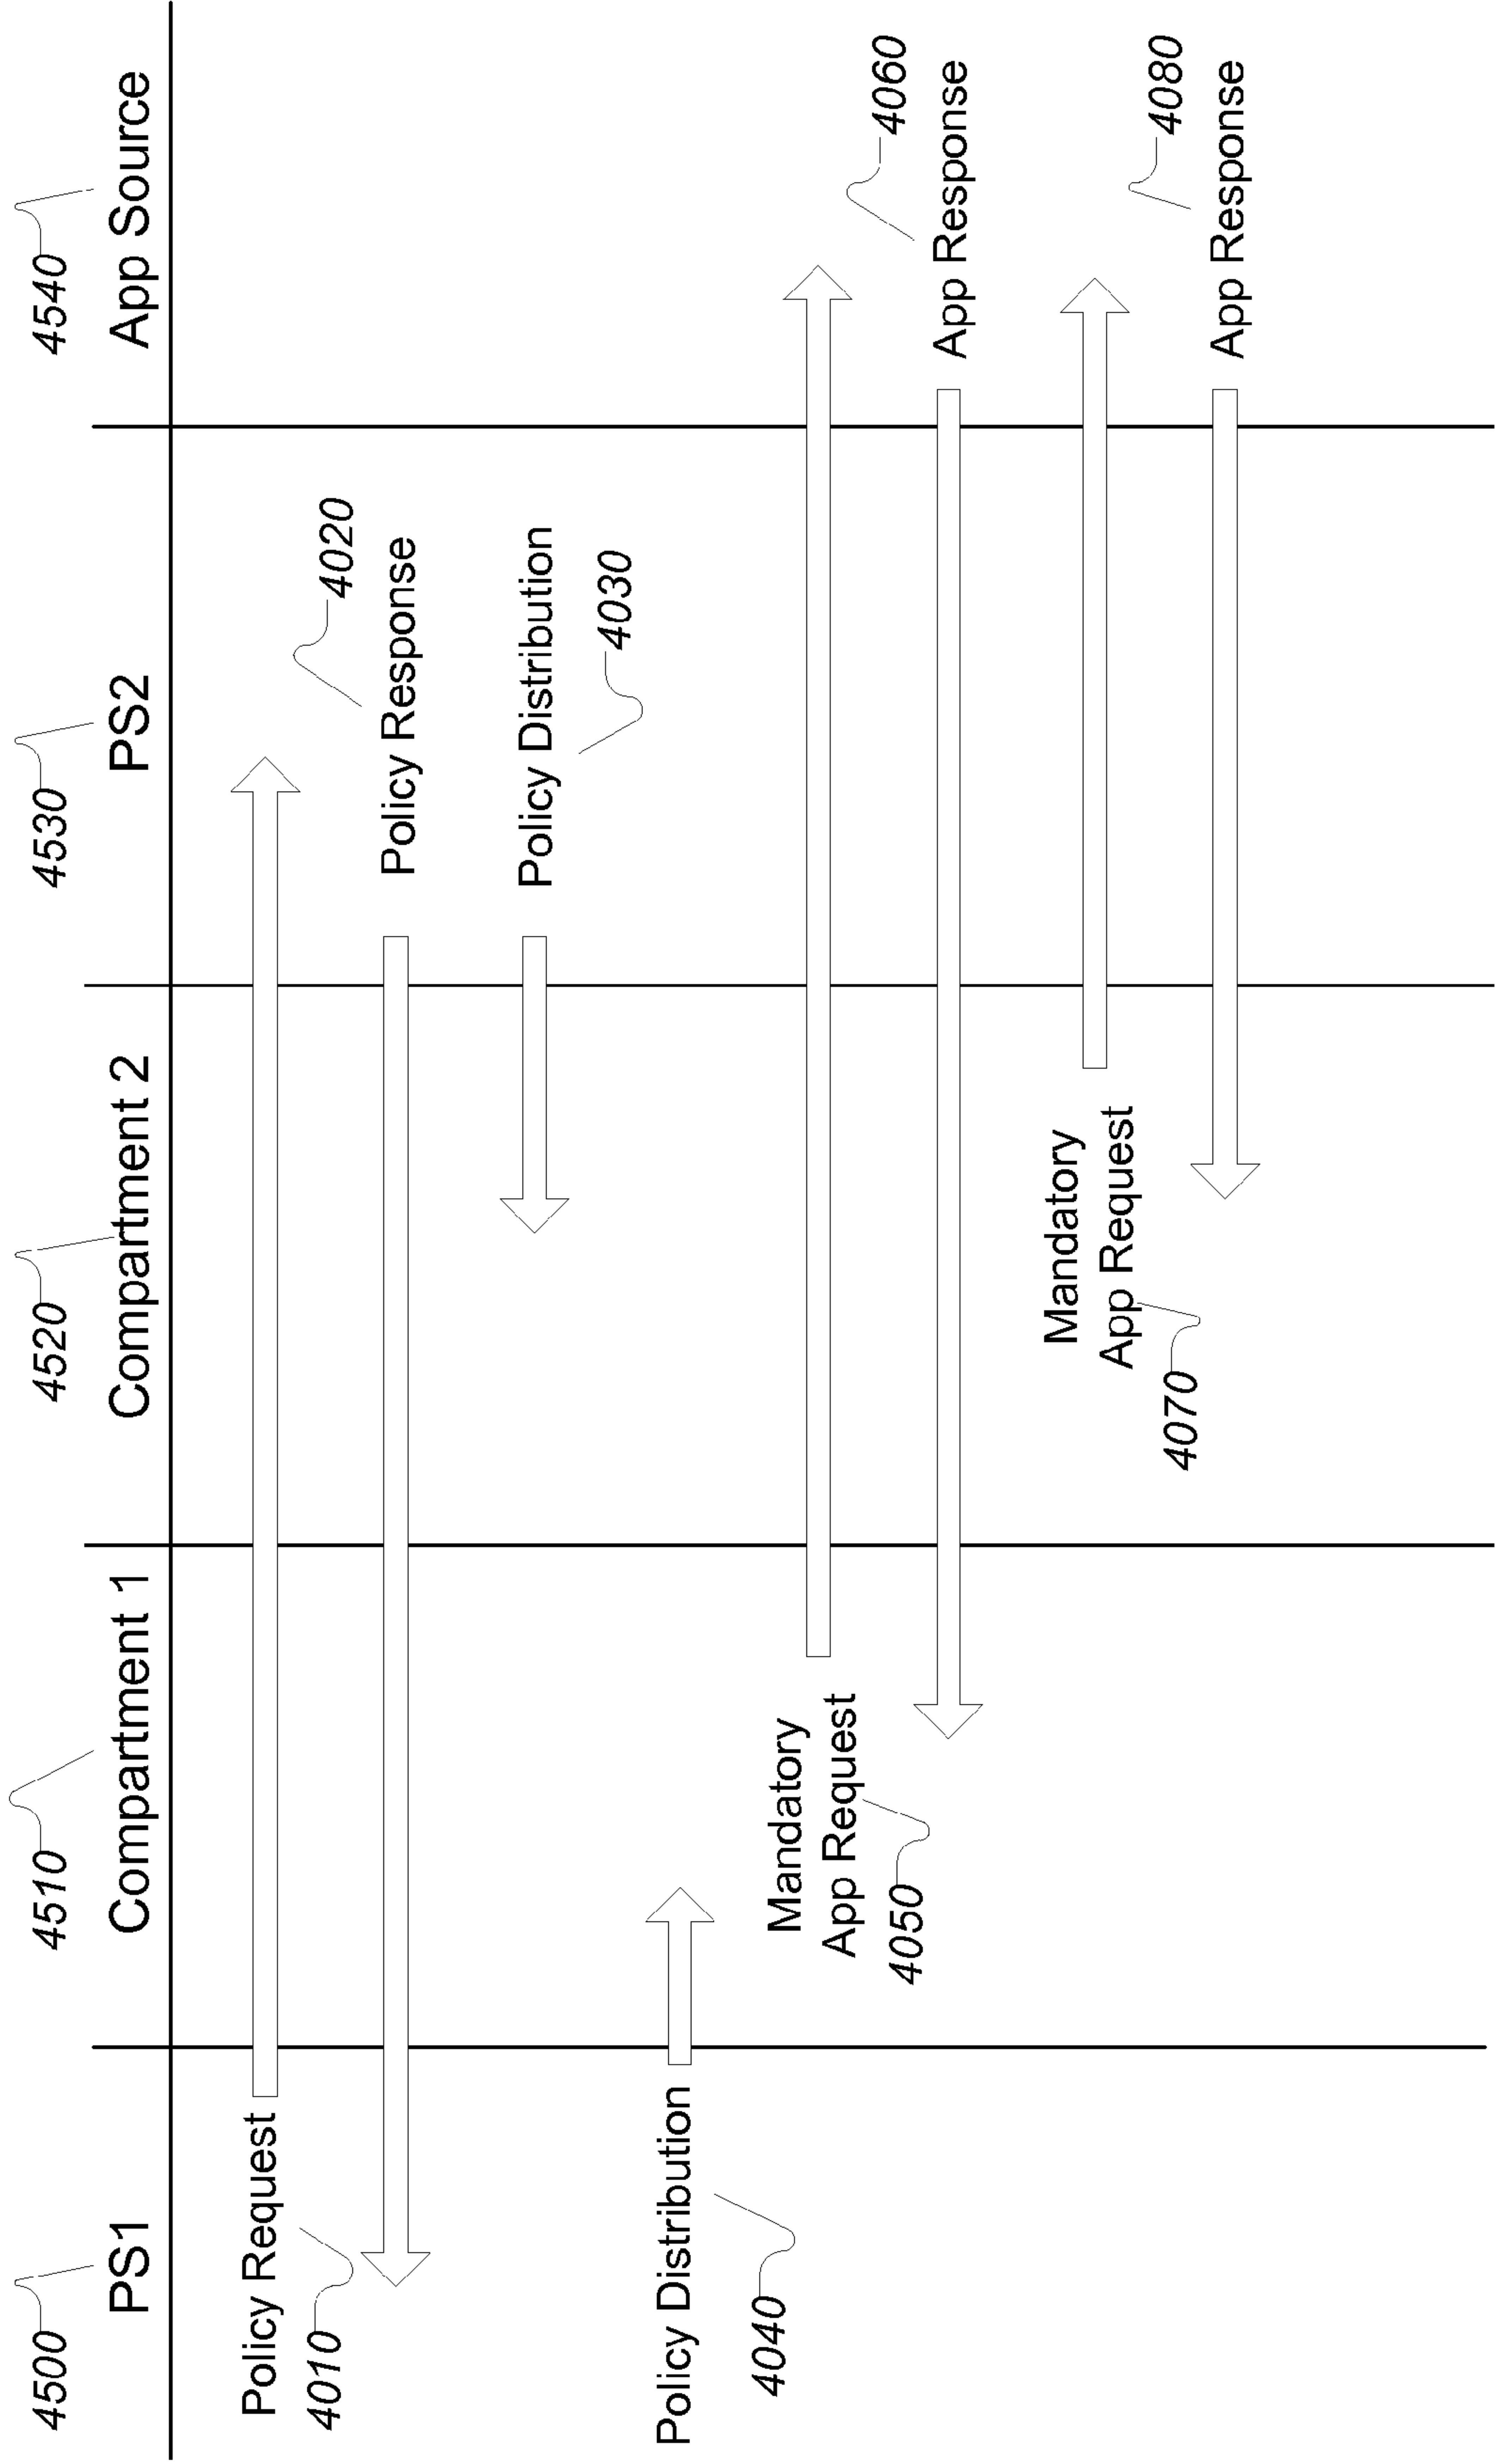 4500
4510
4520
4530
4540
PS1
Compartment 1
Compartment 2
PS2
App Source
Policy Request
4010
4020
Policy Response
Policy Distribution
4030
Policy Distribution
4040
Mandatory
App Request
4050
4060
App Response
Mandatory
App Request
4070
4080
App Response